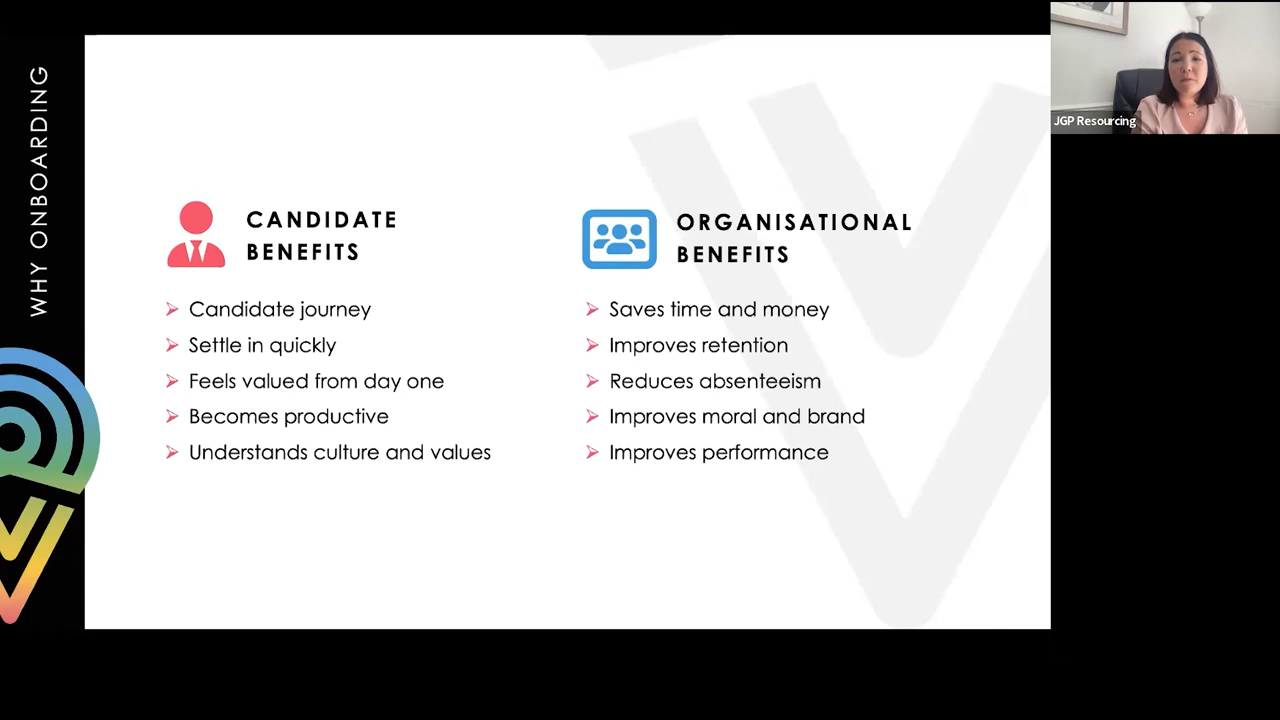 WHY ONBOARDING
CANDIDATE
BENEFITS
Candidate journey
Settle in quickly
Feels valued from day one
Becomes productive
Understands culture and values
ORGANISATIONAL
BENEFITS
Saves time and money
Improves retention
Reduces absenteeism
Improves moral and brand
Improves performance
JGP Resourcing